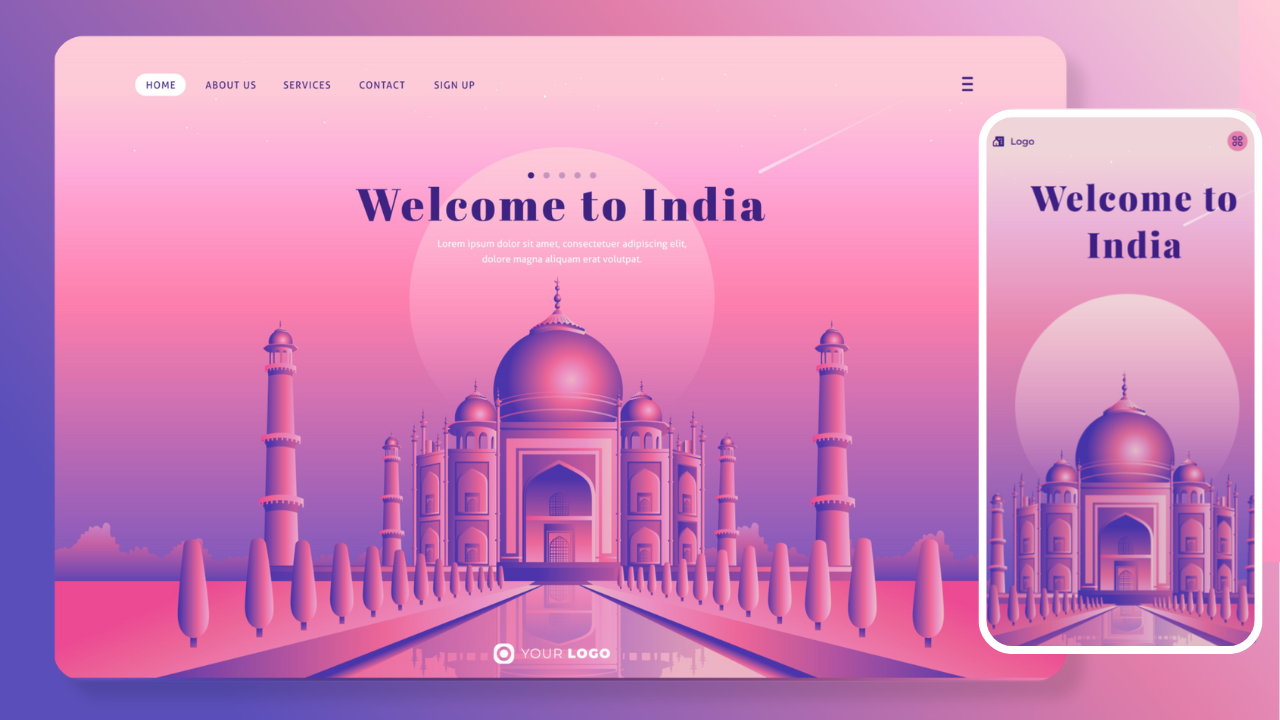 HOME ABOUT US SERVICES CONTACT SIGN UP
Welcome to India
Lorem ipsum dolor sit amet, consectetuer adipiscing elit,
dolore magna aliquam erat volutpat.
YOUR LOGO
Logo
Welcome to
India